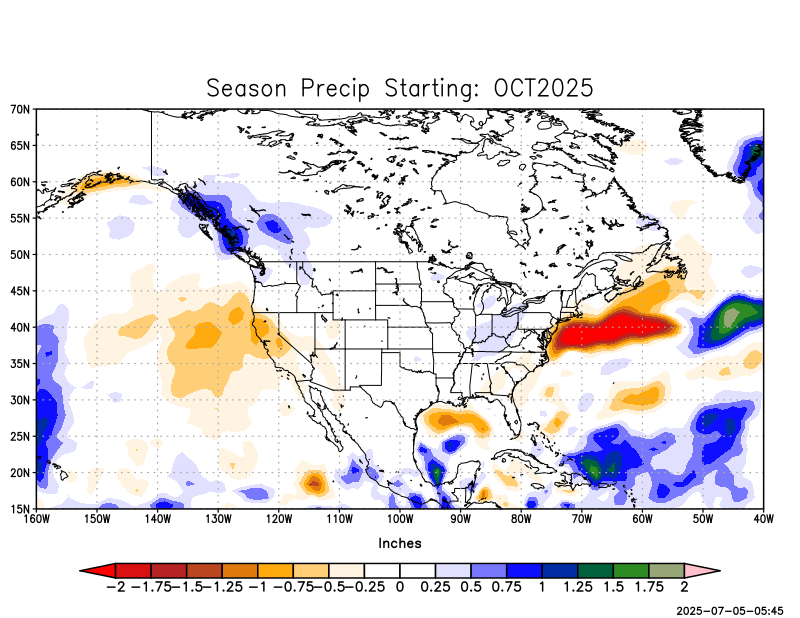 Season Precip Starting: OCT2025
70N
65N
60N
55N
50N
45N
40N
35N
30N
25N
20N
15N
160W 150W 140W 130W 120W 110W 100W 90W 80W 70W 60W 50W 40W
Inches
−2 −1.75 −1.5 −1.25 −1 −0.75 −0.5 −0.25 0 0.25 0.5 0.75 1 1.25 1.5 1.75 2
2025-07-05-05:45